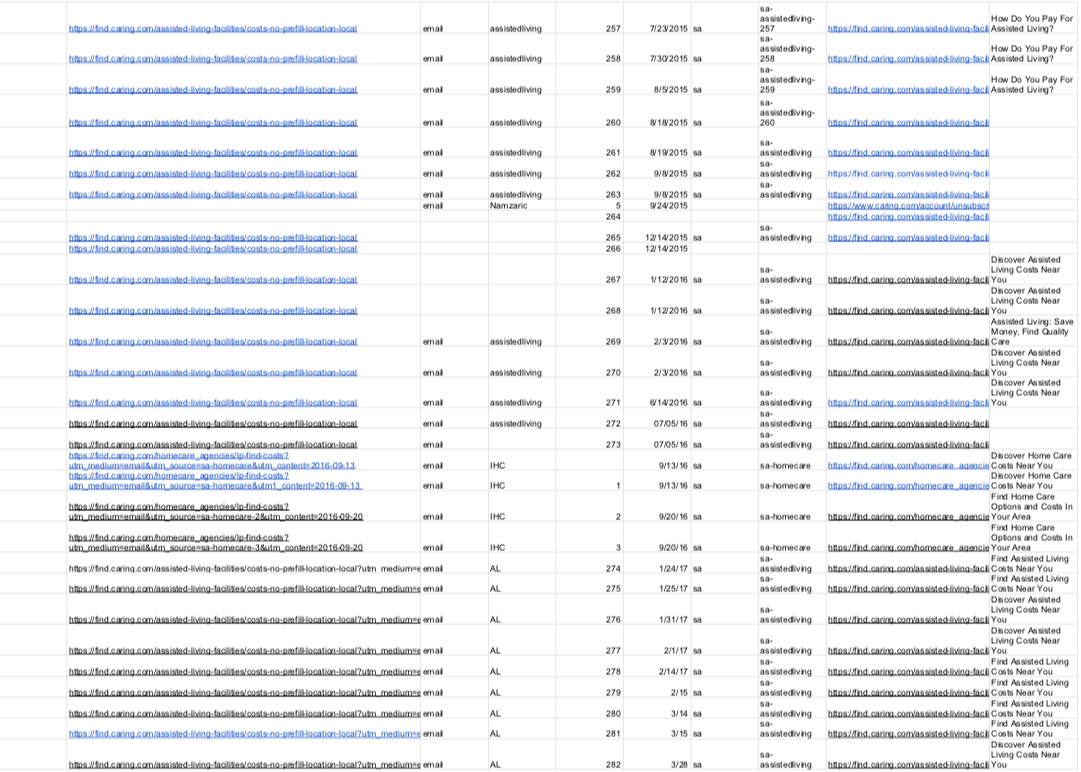 https://find.caring.com/assisted-living-facilities/costs-no-prefill-location-local email assistedliving 257 7/23/2015 sa sa-assistediving-257 https://find.caring.com/assisted-living-facili How Do You Pay For Assisted Living?
https://find.caring.com/assisted-living-facilities/costs-no-prefill-location-local email assistedliving 258 7/30/2015 sa sa-assistediving-258 https://find.caring.com/assisted-living-facili How Do You Pay For Assisted Living?
https://find.caring.com/assisted-living-facilities/costs-no-prefill-location-local email assistedliving 259 8/5/2015 sa sa-assistediving-259 https://find.caring.com/assisted-living-facili How Do You Pay For Assisted Living?
https://find.caring.com/assisted-living-facilities/costs-no-prefill-location-local email assistedliving 260 8/18/2015 sa sa-assistediving-260 https://find.caring.com/assisted-living-facili
https://find.caring.com/assisted-living-facilities/costs-no-prefill-location-local email assistedliving 261 8/19/2015 sa sa-assistediving https://find.caring.com/assisted-living-facili
https://find.caring.com/assisted-living-facilities/costs-no-prefill-location-local email assistedliving 262 9/8/2015 sa sa-assistediving https://find.caring.com/assisted-living-facili
https://find.caring.com/assisted-living-facilities/costs-no-prefill-location-local email assistedliving 263 9/8/2015 sa sa-assistediving https://find.caring.com/assisted-living-facili
email Namzaric 5 9/24/2015 https://www.caring.com/account/unsubscr
264 https://find.caring.com/assisted-living-facili
https://find.caring.com/assisted-living-facilities/costs-no-prefill-location-local 265 12/14/2015 sa sa-assistediving https://find.caring.com/assisted-living-facili
https://find.caring.com/assisted-living-facilities/costs-no-prefill-location-local 266 12/14/2015
https://find.caring.com/assisted-living-facilities/costs-no-prefill-location-local 267 1/12/2016 sa sa-assistediving https://find.caring.com/assisted-living-facili Discover Assisted Living Costs Near You
https://find.caring.com/assisted-living-facilities/costs-no-prefill-location-local 268 1/12/2016 sa sa-assistediving https://find.caring.com/assisted-living-facili Discover Assisted Living Costs Near You
https://find.caring.com/assisted-living-facilities/costs-no-prefill-location-local email assistedliving 269 2/3/2016 sa sa-assistediving https://find.caring.com/assisted-living-facili Assisted Living: Save Money, Find Quality Care
https://find.caring.com/assisted-living-facilities/costs-no-prefill-location-local email assistedliving 270 2/3/2016 sa sa-assistediving https://find.caring.com/assisted-living-facili Discover Assisted Living Costs Near You
https://find.caring.com/assisted-living-facilities/costs-no-prefill-location-local email assistedliving 271 6/14/2016 sa sa-assistediving https://find.caring.com/assisted-living-facili Discover Assisted Living Costs Near You
https://find.caring.com/assisted-living-facilities/costs-no-prefill-location-local email assistedliving 272 07/05/16 sa sa-assistediving https://find.caring.com/assisted-living-facili
https://find.caring.com/assisted-living-facilities/costs-no-prefill-location-local email 273 07/05/16 sa sa-assistediving https://find.caring.com/assisted-living-facili
https://find.caring.com/homecare_agencies/lp-find-costs?
utm_medium=email&utm_source=sa-homecare&utm_content=2016-09-13 email IHC 9/13/16 sa sa-homecare https://find.caring.com/homecare_agencie Discover Home Care Costs Near You
https://find.caring.com/homecare_agencies/lp-find-costs?
utm_medium=email&utm_source=sa-homecare&utm1_content=2016-09-13 email IHC 1 9/13/16 sa sa-homecare https://find.caring.com/homecare_agencie Discover Home Care Costs Near You
https://find.caring.com/homecare_agencies/lp-find-costs?
utm_medium=email&utm_source=sa-homecare-2&utm_content=2016-09-20 email IHC 2 9/20/16 sa sa-homecare https://find.caring.com/homecare_agencie Find Home Care Options and Costs In Your Area
https://find.caring.com/homecare_agencies/lp-find-costs?
utm_medium=email&utm_source=sa-homecare-3&utm_content=2016-09-20 email IHC 3 9/20/16 sa sa-homecare https://find.caring.com/homecare_agencie Find Home Care Options and Costs In Your Area
https://find.caring.com/assisted-living-facilities/costs-no-prefill-location-local?utm_medium=e email AL 274 1/24/17 sa sa-assistediving https://find.caring.com/assisted-living-facili Find Assisted Living Costs Near You
https://find.caring.com/assisted-living-facilities/costs-no-prefill-location-local?utm_medium=e email AL 275 1/25/17 sa sa-assistediving https://find.caring.com/assisted-living-facili Find Assisted Living Costs Near You
https://find.caring.com/assisted-living-facilities/costs-no-prefill-location-local?utm_medium=e email AL 276 1/31/17 sa sa-assistediving https://find.caring.com/assisted-living-facili Discover Assisted Living Costs Near You
https://find.caring.com/assisted-living-facilities/costs-no-prefill-location-local?utm_medium=e email AL 277 2/1/17 sa sa-assistediving https://find.caring.com/assisted-living-facili Discover Assisted Living Costs Near You
https://find.caring.com/assisted-living-facilities/costs-no-prefill-location-local?utm_medium=e email AL 278 2/14/17 sa sa-assistediving https://find.caring.com/assisted-living-facili Find Assisted Living Costs Near You
https://find.caring.com/assisted-living-facilities/costs-no-prefill-location-local?utm_medium=e email AL 279 2/15 sa sa-assistediving https://find.caring.com/assisted-living-facili Find Assisted Living Costs Near You
https://find.caring.com/assisted-living-facilities/costs-no-prefill-location-local?utm_medium=e email AL 280 3/14 sa sa-assistediving https://find.caring.com/assisted-living-facili Find Assisted Living Costs Near You
https://find.caring.com/assisted-living-facilities/costs-no-prefill-location-local?utm_medium=e email AL 281 3/15 sa sa-assistediving https://find.caring.com/assisted-living-facili Find Assisted Living Costs Near You
https://find.caring.com/assisted-living-facilities/costs-no-prefill-location-local?utm_medium=e email AL 282 3/28 sa sa-assistediving https://find.caring.com/assisted-living-facili Discover Assisted Living Costs Near You